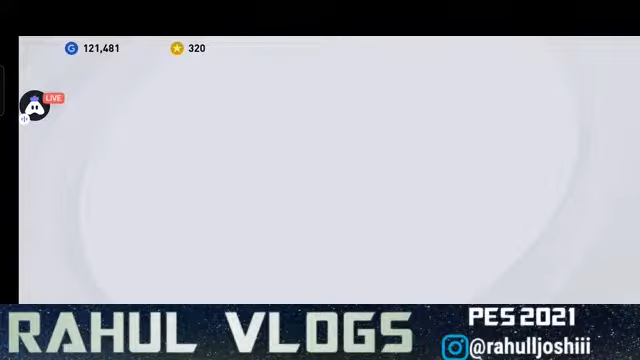 G 121,481 320
LIVE
RAHUL VLOGS
PES 2021
@rahulljoshiii